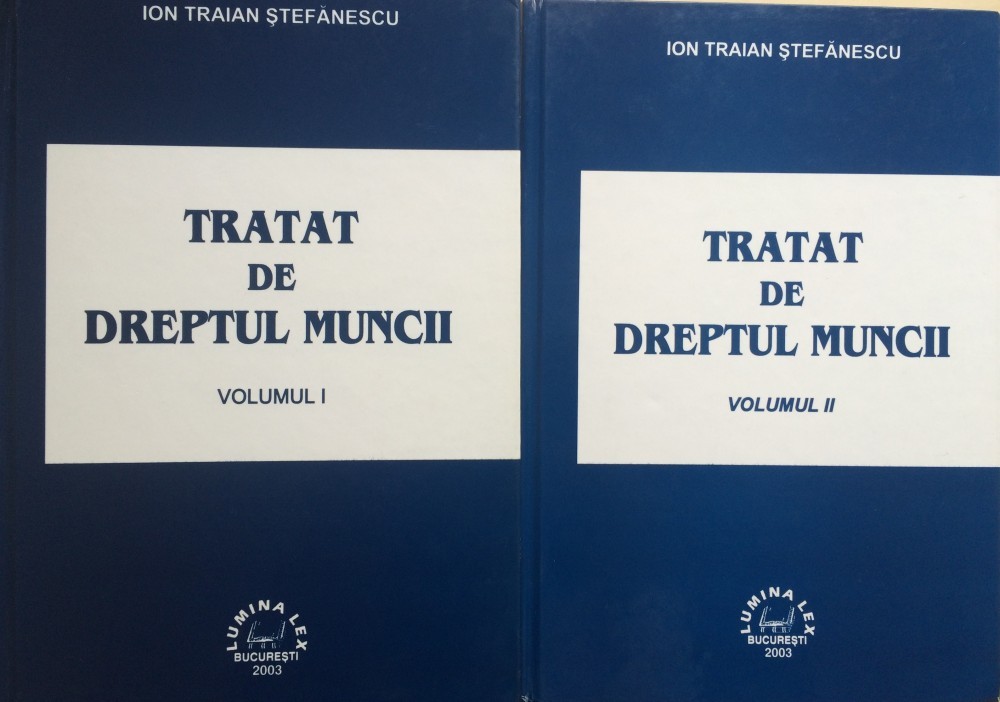 ION TRAIAN ŞTEFĂNESCU
TRATAT
DE
DREPTUL MUNCII
VOLUMUL I
LUMINA LEX
BUCUREŞTI
2003
ION TRAIAN ŞTEFĂNESCU
TRATAT
DE
DREPTUL MUNCII
VOLUMUL II
LUMINA LEX
BUCUREŞTI
2003